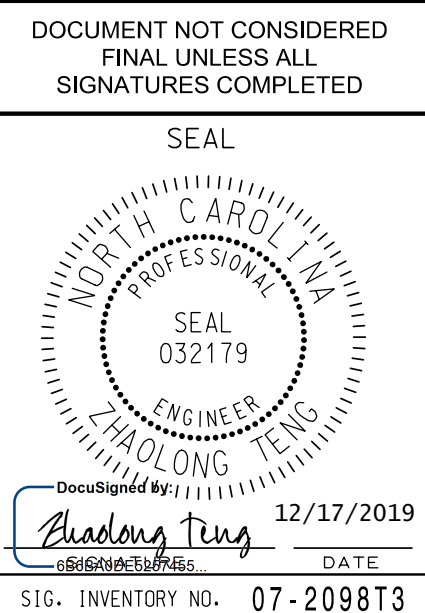 DOCUMENT NOT CONSIDERED
FINAL UNLESS ALL
SIGNATURES COMPLETED
SEAL
NORTH CAROLINA
PROFESSIONAL
SEAL
032179
ENGINEER
ZHAOLONG TENG
DocuSigned by:
Zhaolong Teng
12/17/2019
SIGNATURE
DATE
SIG. INVENTORY NO. 07-2098T3